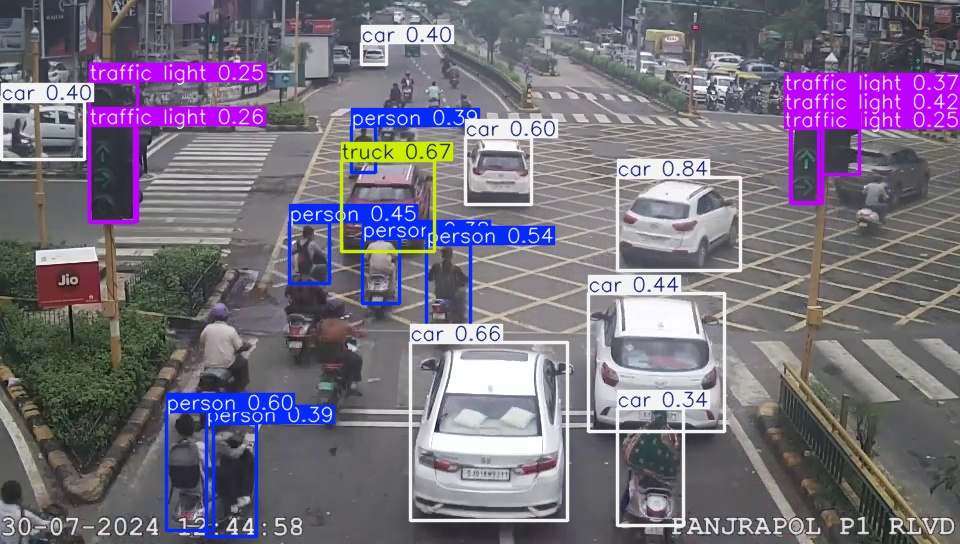 car 0.40
traffic light 0.25
traffic light 0.37
car 0.40
traffic light 0.42
traffic light 0.26
person 0.39
traffic light 0.25
car 0.60
truck 0.67
car 0.84
person 0.45
person
person 0.54
car 0.44
Jio
car 0.66
person 0.60
person 0.39
car 0.34
30-07-2024 12:44:58
PANJRAPOL P1 RLVD